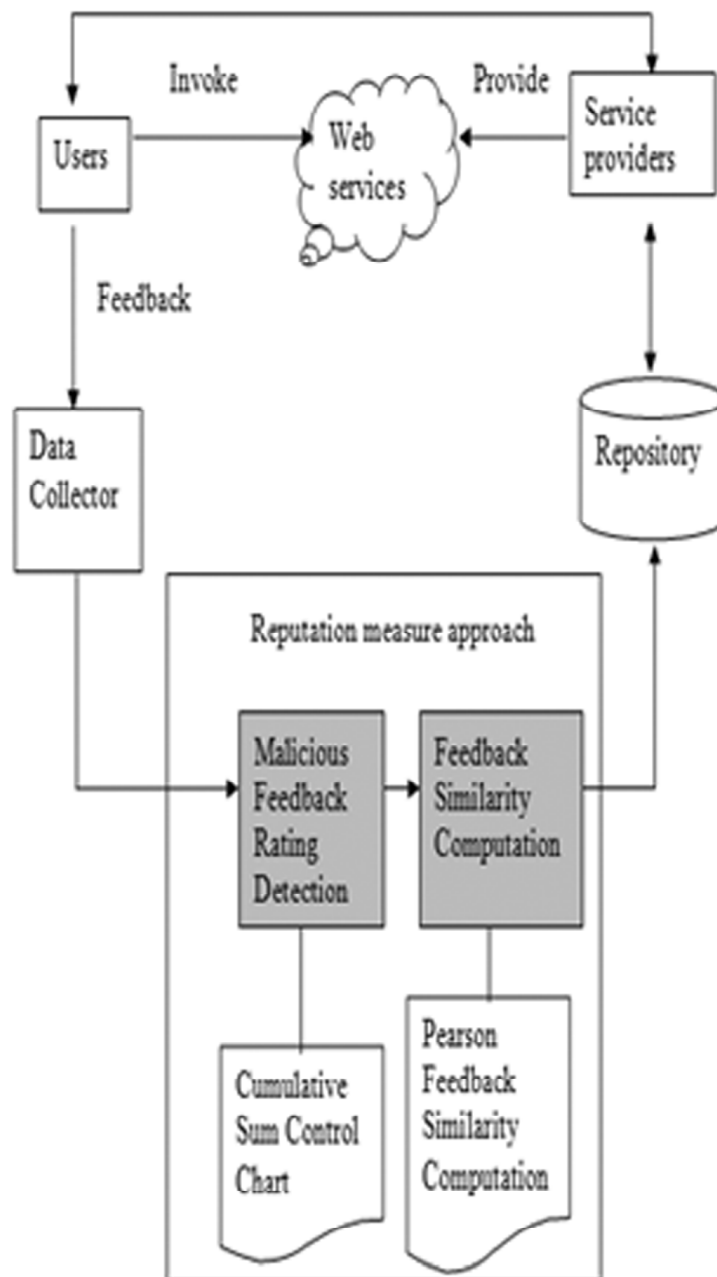 Invoke
Provide
Users
Web
services
Service
providers
Feedback
Data
Collector
Repository
Reputation measure approach
Malicious
Feedback
Rating
Detection
Feedback
Similarity
Computation
Cumulative
Sum Control
Chart
Pearson
Feedback
Similarity
Computation